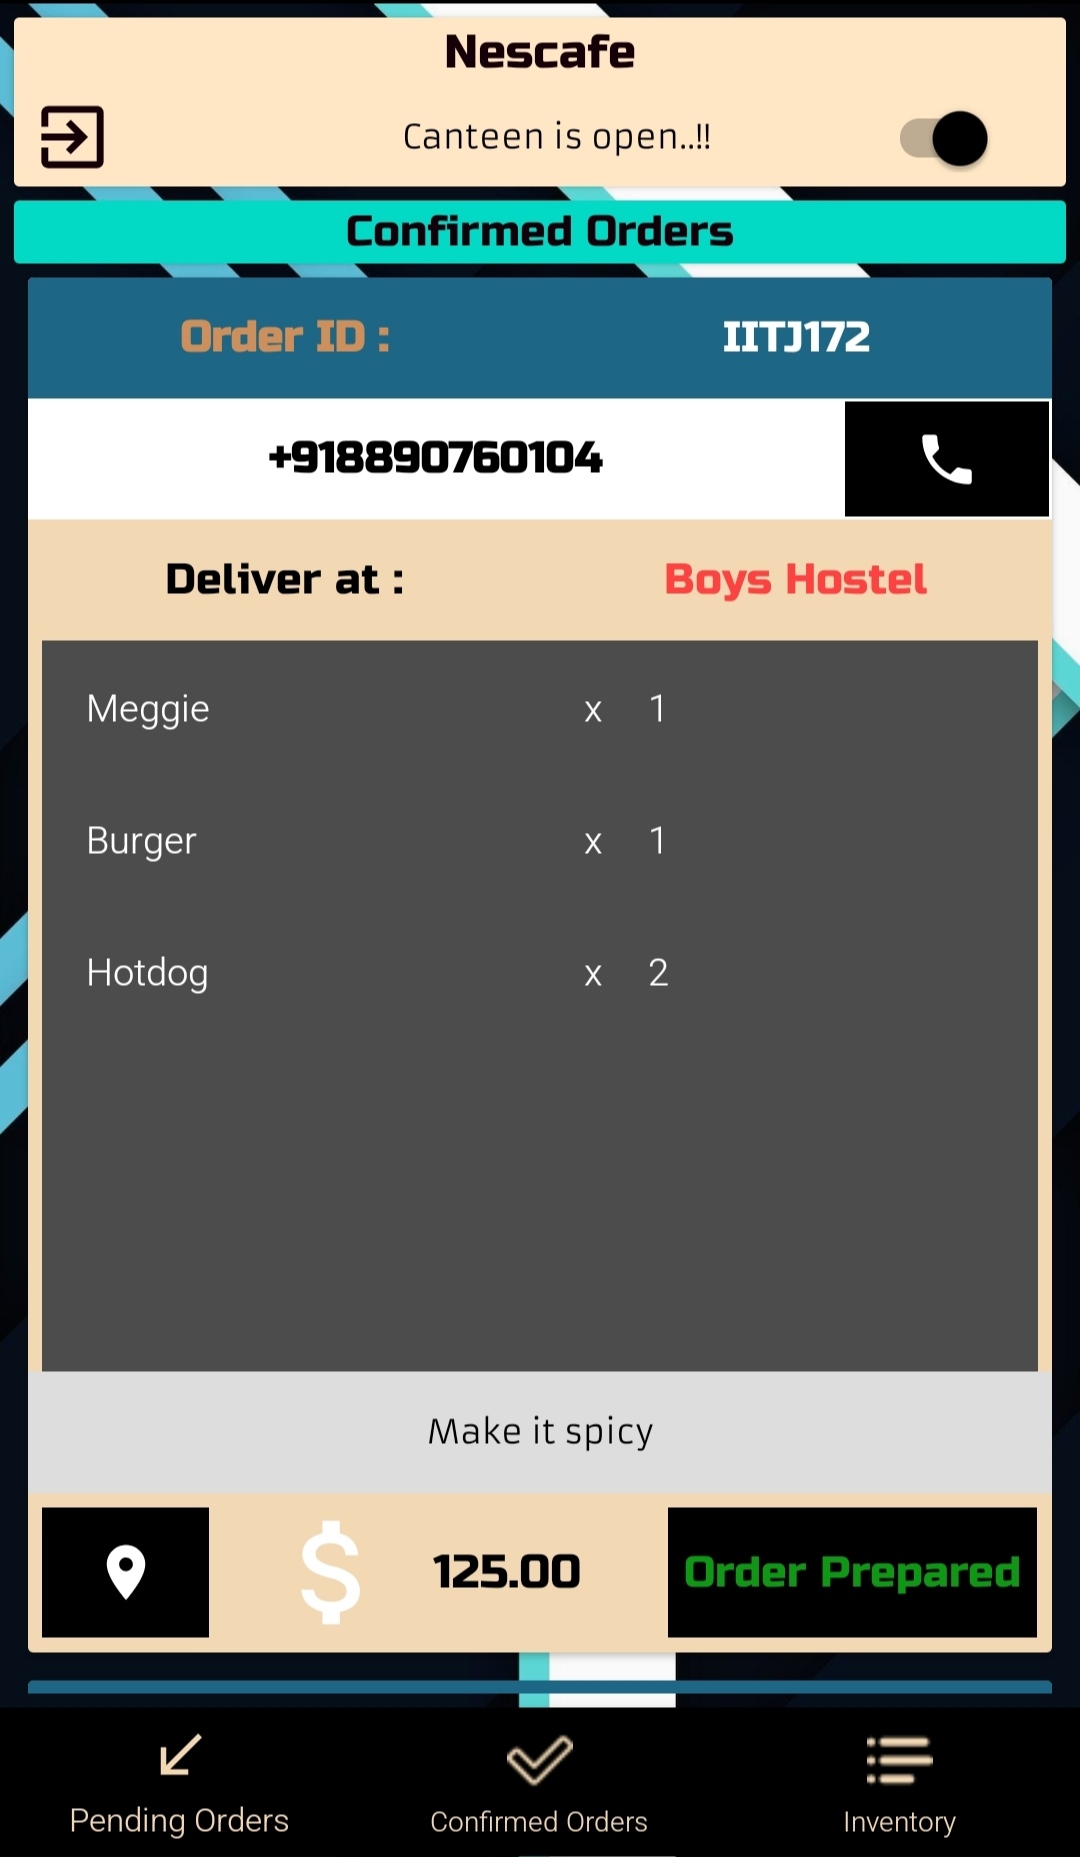 Nescafe
Canteen is open..!!
Confirmed Orders
Order ID : IITJ172
+918890760104
Deliver at : Boys Hostel
Meggie x 1
Burger x 1
Hotdog x 2
Make it spicy
$ 125.00 Order Prepared
Pending Orders Confirmed Orders Inventory